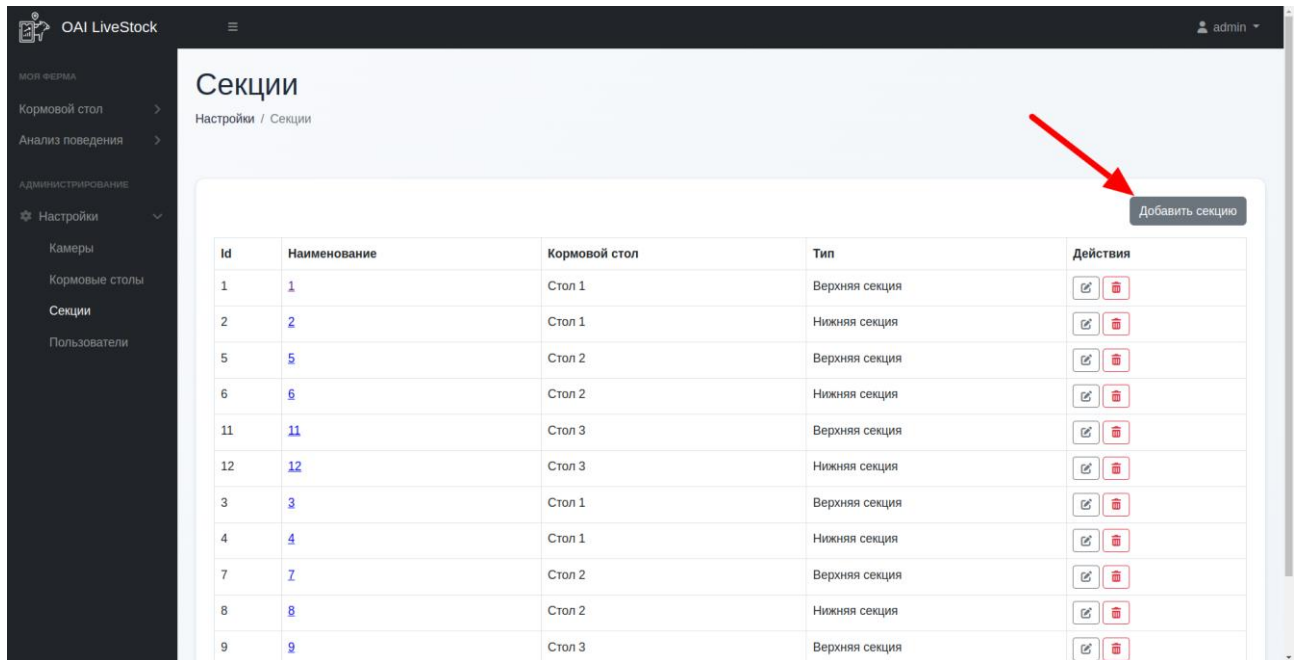 OAI LiveStock
admin
МОЯ ФЕРМА
Кормовой стол
Анализ поведения
АДМИНИСТРИРОВАНИЕ
Настройки
Камеры
Кормовые столы
Секции
Пользователи
Секции
Настройки / Секции
Добавить секцию
Id Наименование Кормовой стол Тип Действия
1 1 Стол 1 Верхняя секция
2 2 Стол 1 Нижняя секция
5 5 Стол 2 Верхняя секция
6 6 Стол 2 Нижняя секция
11 11 Стол 3 Верхняя секция
12 12 Стол 3 Нижняя секция
3 3 Стол 1 Верхняя секция
4 4 Стол 1 Нижняя секция
7 7 Стол 2 Верхняя секция
8 8 Стол 2 Нижняя секция
9 9 Стол 3 Верхняя секция